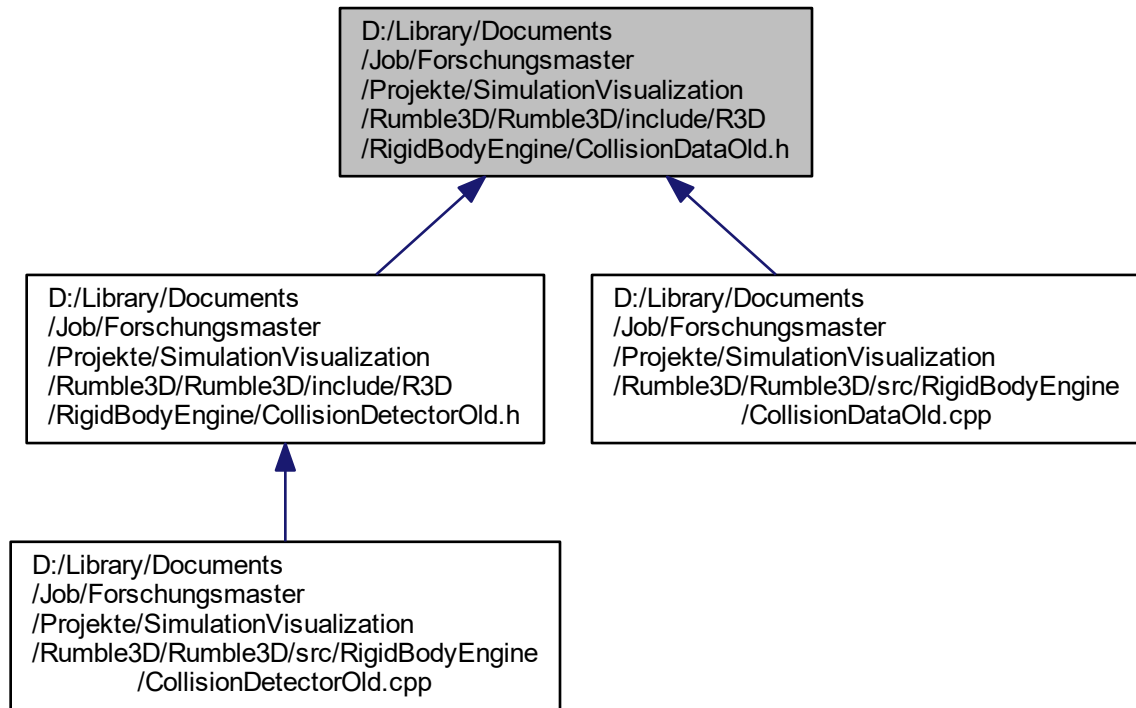 D:/Library/Documents
/Job/Forschungsmaster
/Projekte/SimulationVisualization
/Rumble3D/Rumble3D/include/R3D
/RigidBodyEngine/CollisionDataOld.h
D:/Library/Documents
/Job/Forschungsmaster
/Projekte/SimulationVisualization
/Rumble3D/Rumble3D/include/R3D
/RigidBodyEngine/CollisionDetectorOld.h
D:/Library/Documents
/Job/Forschungsmaster
/Projekte/SimulationVisualization
/Rumble3D/Rumble3D/src/RigidBodyEngine
/CollisionDataOld.cpp
D:/Library/Documents
/Job/Forschungsmaster
/Projekte/SimulationVisualization
/Rumble3D/Rumble3D/src/RigidBodyEngine
/CollisionDetectorOld.cpp